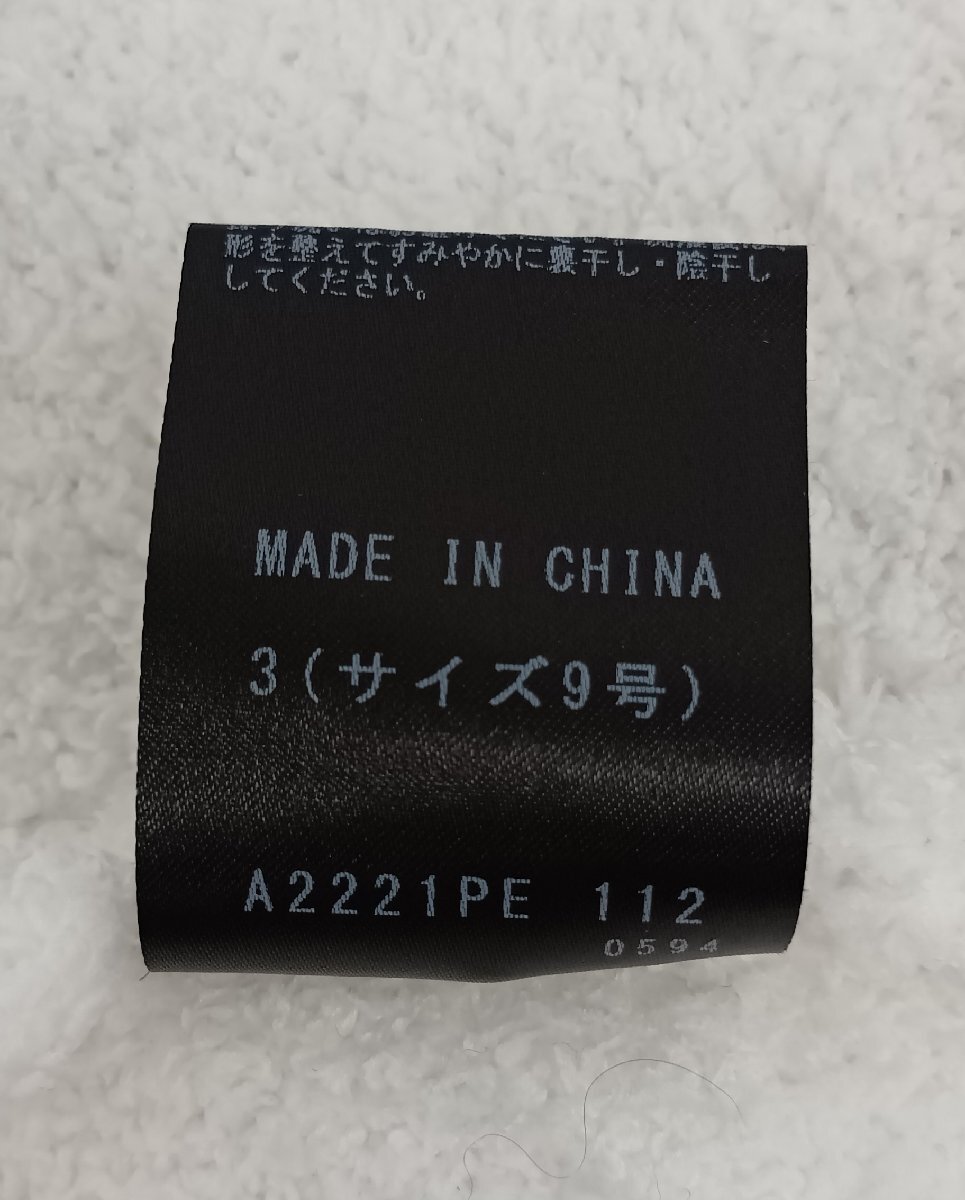 形を整えてすみやかに裏干し・陰干し
してください。
MADE IN CHINA
3(サイズ9号)
A2221PE 112
0594